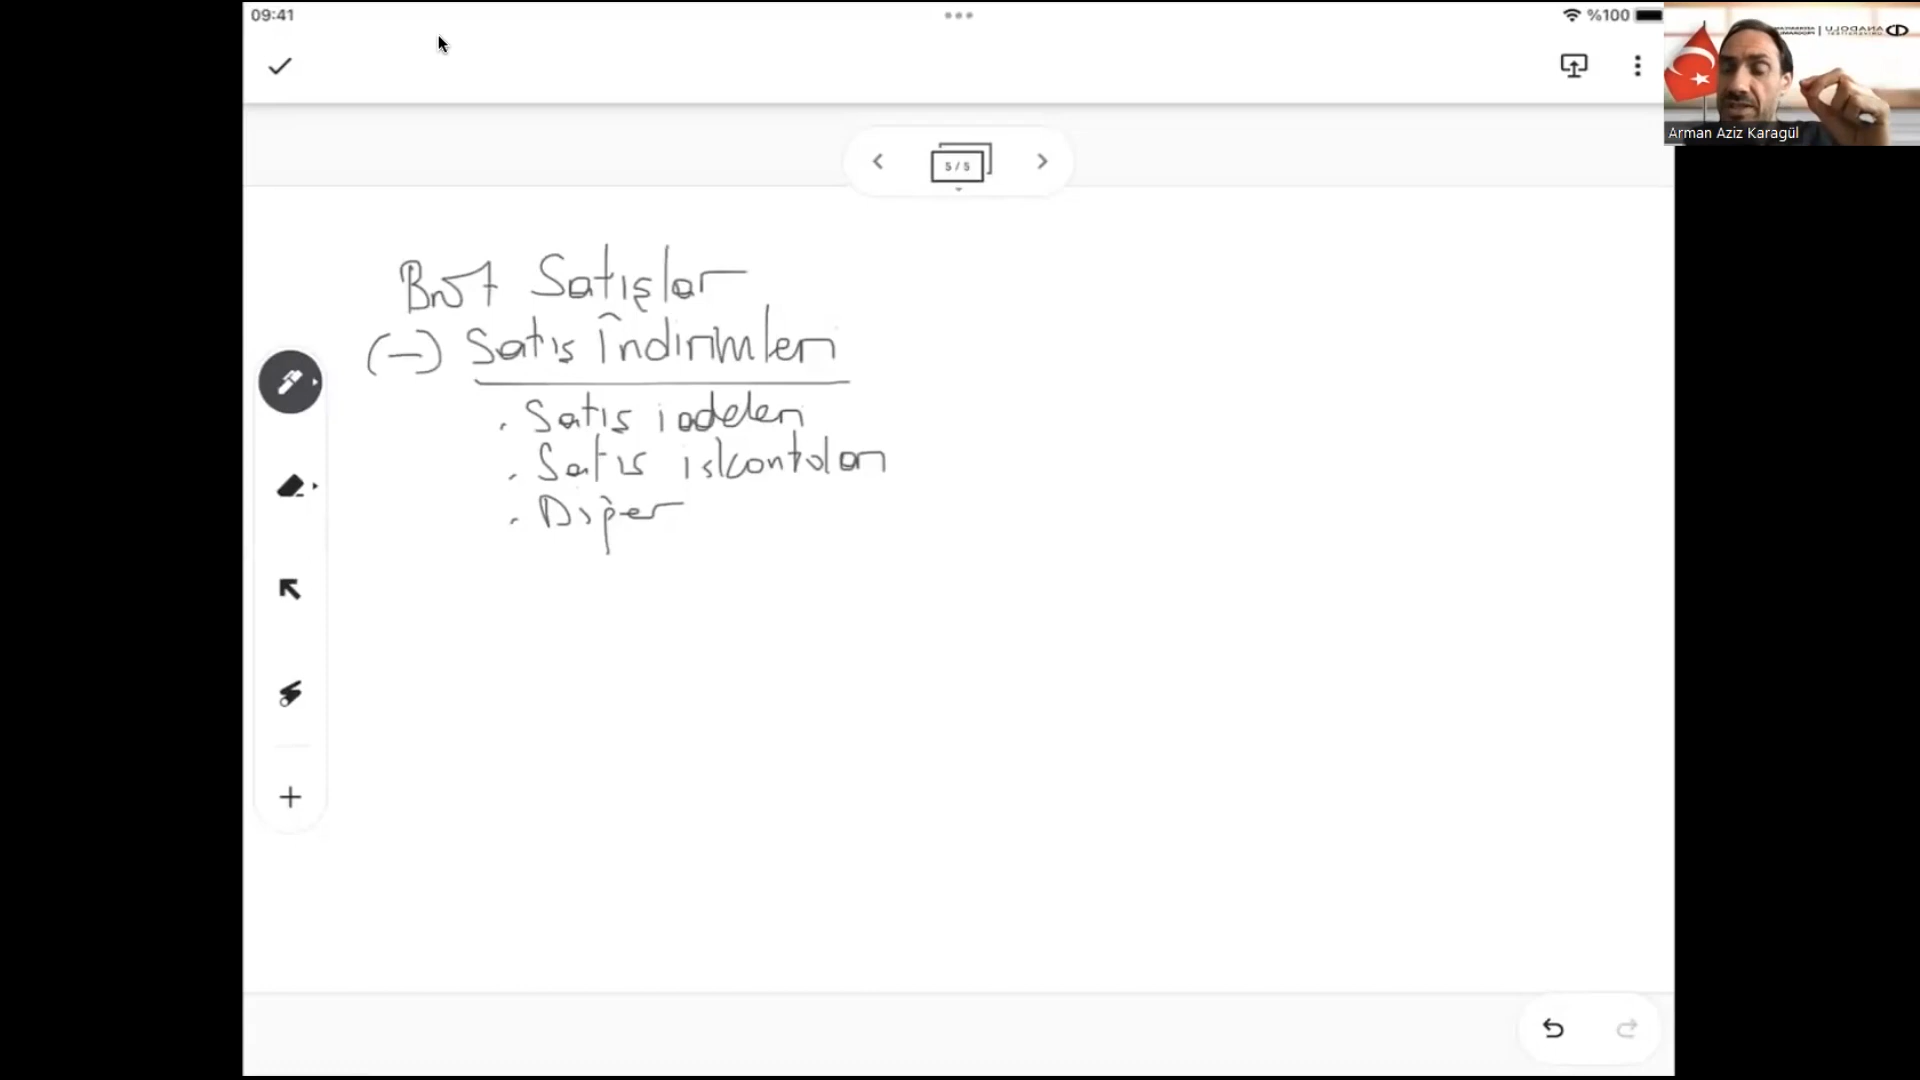 09:41
%100
Arman Aziz Karagül
5/5
Brüt Satışlar
(-) Satış İndirimleri
. Satış iadeleri
. Satış iskontoları
. Diğer